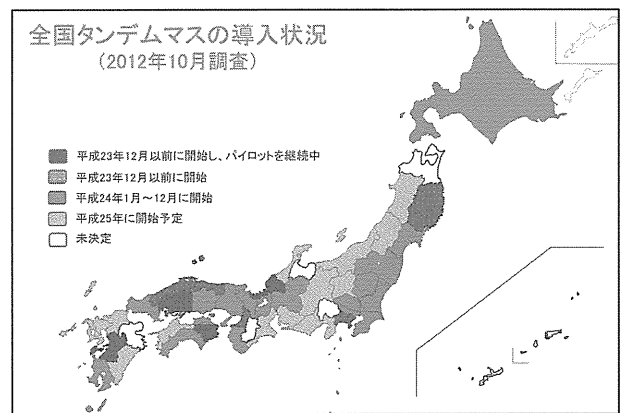 全国タンデムマスの導入状況
(2012年10月調査)
平成23年12月以前に開始し、パイロットを継続中
平成23年12月以前に開始
平成24年1月～12月に開始
平成25年に開始予定
未決定